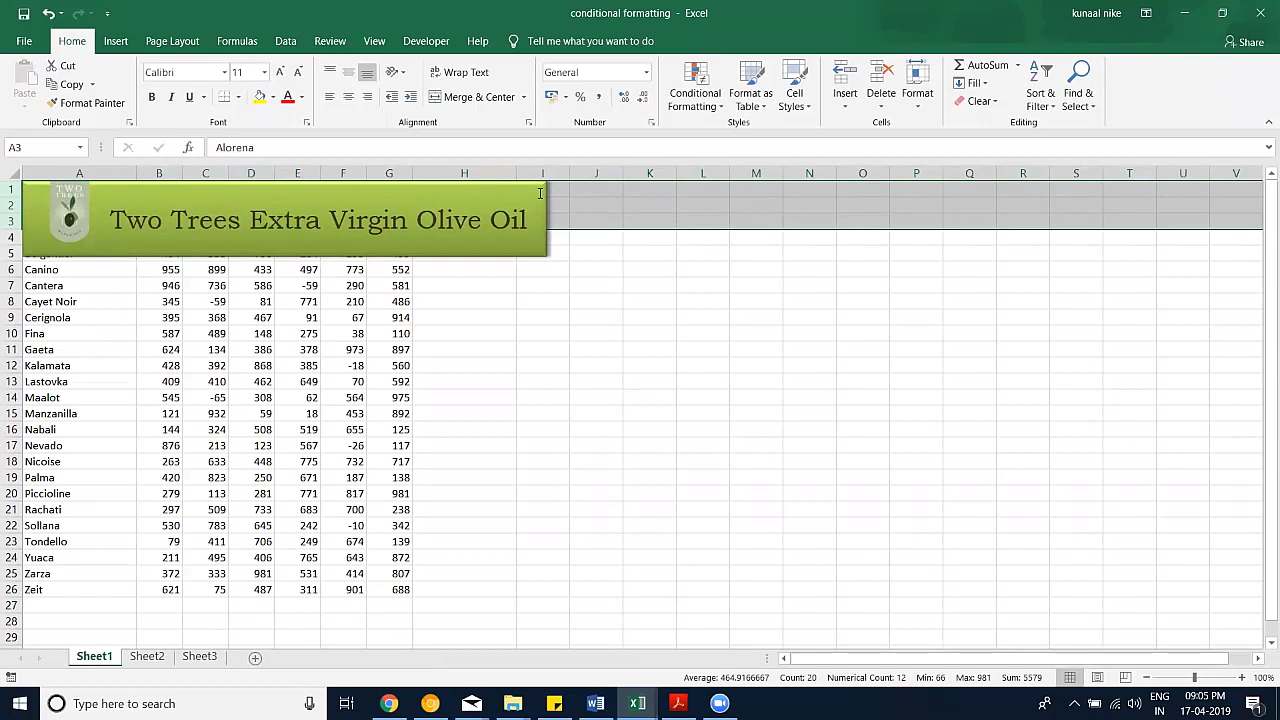 conditional formatting - Excel
kunaal nike
File Home Insert Page Layout Formulas Data Review View Developer Help Tell me what you want to do Share
Paste
Cut
Copy
Format Painter
Clipboard
Calibri 11
B I U A
Font
Wrap Text
Merge & Center
Alignment
General
% ,
Number
Conditional Formatting
Format as Table
Cell Styles
Styles
Insert Delete Format
Cells
AutoSum
Fill
Clear
Sort & Filter
Find & Select
Editing
A3 fx Alorena
A B C D E F G H I J K L M N O P Q R S T U V
1
2
3
4
5
TWO TREES
Two Trees Extra Virgin Olive Oil
6 Canino 955 899 433 497 773 552
7 Cantera 946 736 586 -59 290 581
8 Cayet Noir 345 -59 81 771 210 486
9 Cerignola 395 368 467 91 67 914
10 Fina 587 489 148 275 38 110
11 Gaeta 624 134 386 378 973 897
12 Kalamata 428 392 868 385 -18 560
13 Lastovka 409 410 462 649 70 592
14 Maalot 545 -65 308 62 564 975
15 Manzanilla 121 932 59 18 453 892
16 Nabali 144 324 508 519 655 125
17 Nevado 876 213 123 567 -26 117
18 Nicoise 263 633 448 775 732 717
19 Palma 420 823 250 671 187 138
20 Piccioline 279 113 281 771 817 981
21 Rachati 297 509 733 683 700 238
22 Sollana 530 783 645 242 -10 342
23 Tondello 79 411 706 249 674 139
24 Yuaca 211 495 406 765 643 872
25 Zarza 372 333 981 531 414 807
26 Zeit 621 75 487 311 901 688
27
28
29
Sheet1 Sheet2 Sheet3
Average: 464.9166667 Count: 20 Numerical Count: 12 Min: 66 Max: 981 Sum: 5579 100%
Type here to search
ENG 09:05 PM
IN 17-04-2019